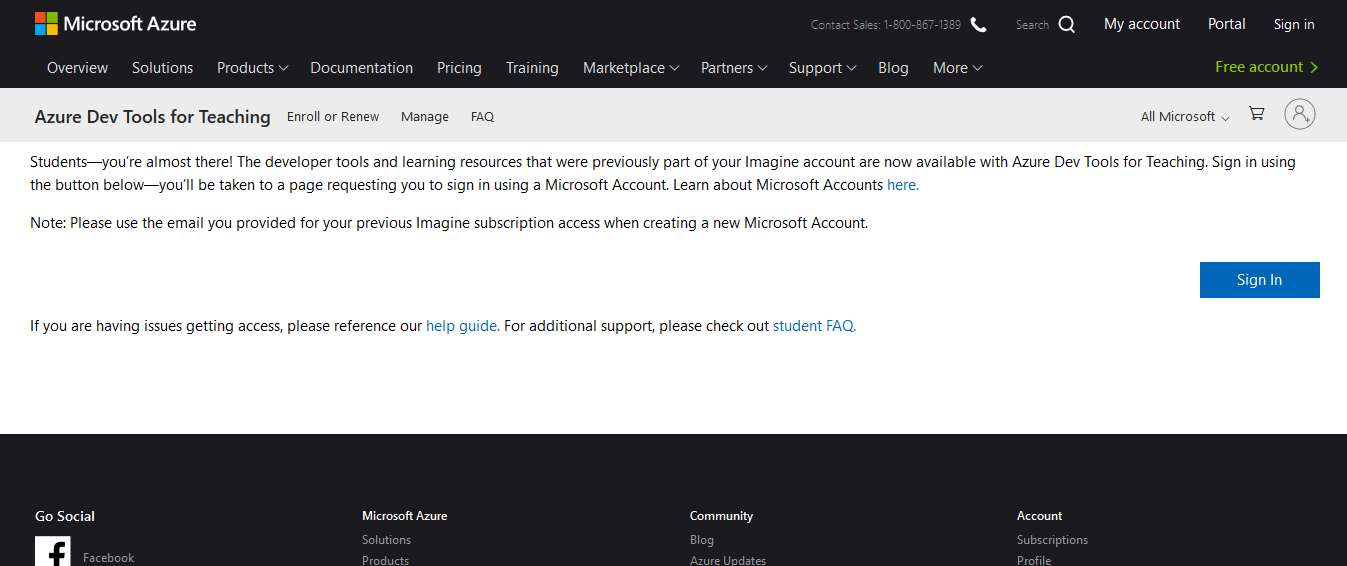 Microsoft Azure
Contact Sales: 1-800-867-1389 Search My account Portal Sign in
Overview Solutions Products Documentation Pricing Training Marketplace Partners Support Blog More Free account
Azure Dev Tools for Teaching Enroll or Renew Manage FAQ All Microsoft
Students—you’re almost there! The developer tools and learning resources that were previously part of your Imagine account are now available with Azure Dev Tools for Teaching. Sign in using
the button below—you’ll be taken to a page requesting you to sign in using a Microsoft Account. Learn about Microsoft Accounts here.
Note: Please use the email you provided for your previous Imagine subscription access when creating a new Microsoft Account.
Sign In
If you are having issues getting access, please reference our help guide. For additional support, please check out student FAQ.
Go Social Microsoft Azure Community Account
Solutions Blog Subscriptions
Facebook Products Azure Updates Profile